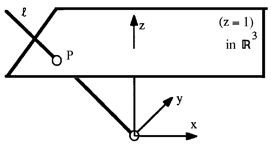 ℓ
(z = 1)
z
in ℝ³
P
y
x